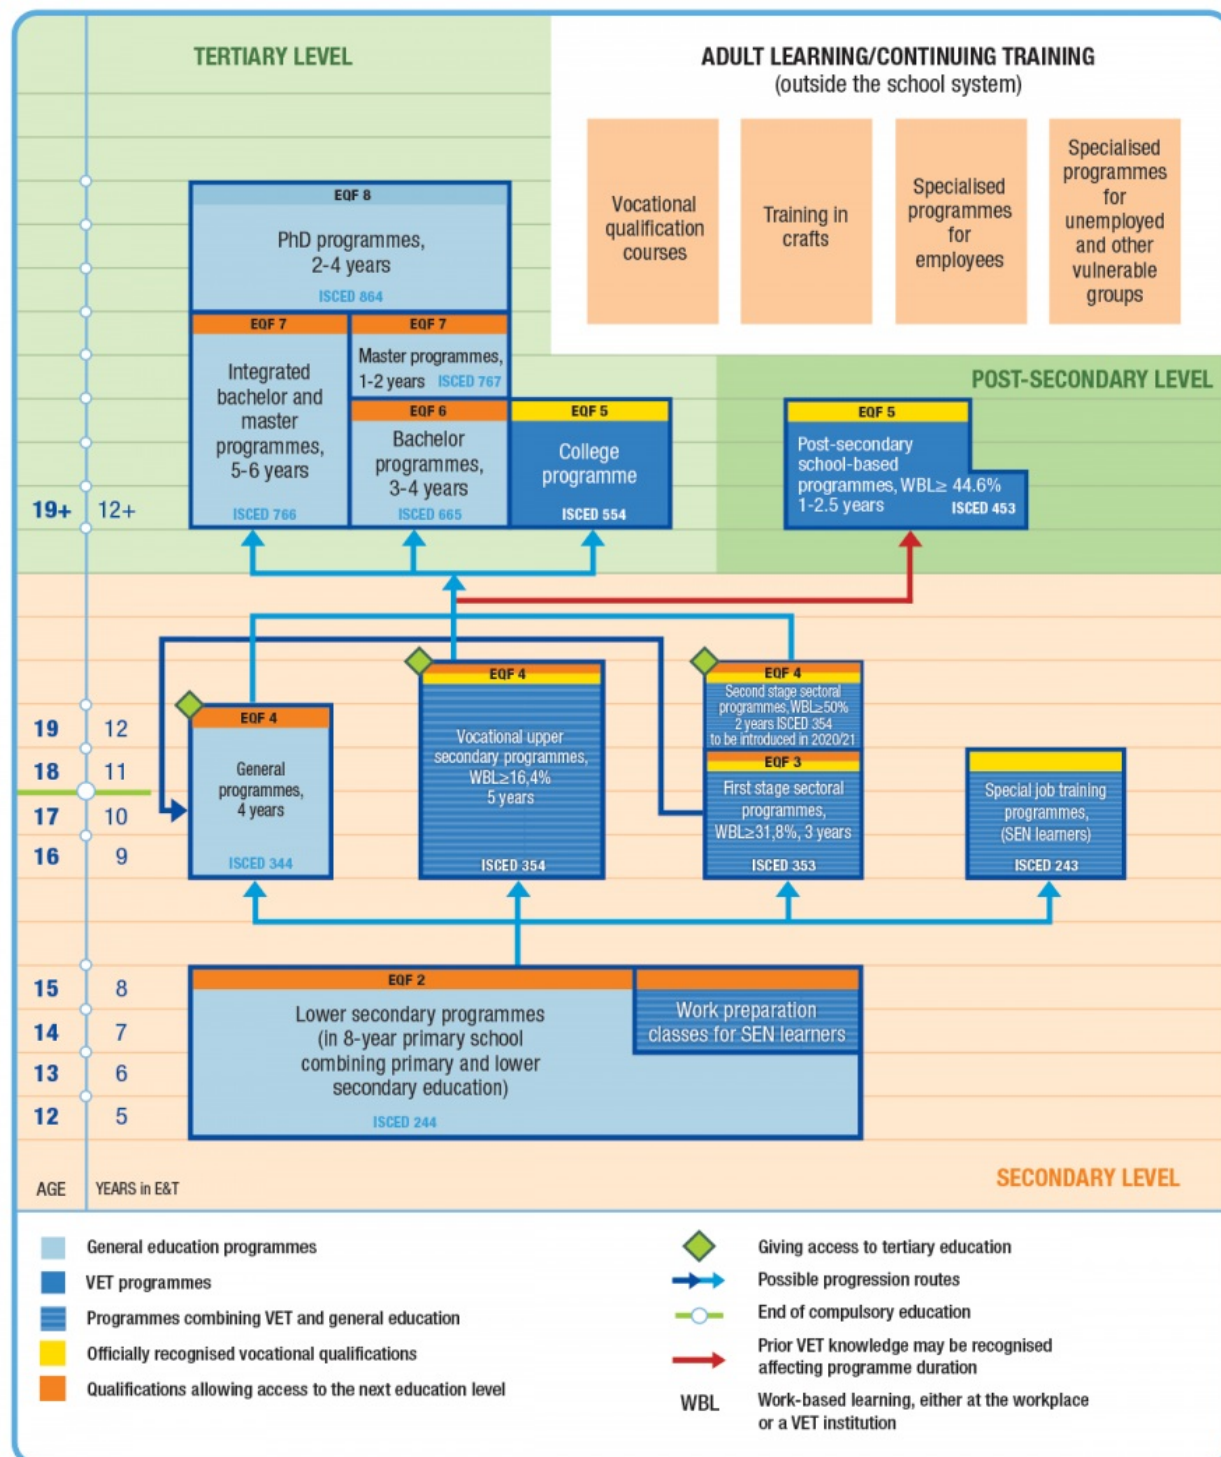 TERTIARY LEVEL
ADULT LEARNING/CONTINUING TRAINING
(outside the school system)
Vocational
qualification
courses
Training in
crafts
Specialised
programmes
for
employees
Specialised
programmes
for
unemployed
and other
vulnerable
groups
EQF 8
PhD programmes,
2-4 years
ISCED 864
EQF 7
Integrated
bachelor and
master
programmes,
5-6 years
ISCED 766
EQF 7
Master programmes,
1-2 years ISCED 767
EQF 6
Bachelor
programmes,
3-4 years
ISCED 665
EQF 5
College
programme
ISCED 554
POST-SECONDARY LEVEL
EQF 5
Post-secondary
school-based
programmes, WBL≥ 44.6%
1-2.5 years ISCED 453
19+ 12+
EQF 4
General
programmes,
4 years
ISCED 344
EQF 4
Vocational upper
secondary programmes,
WBL≥16,4%
5 years
ISCED 354
EQF 4
Second stage sectoral
programmes, WBL≥50%
2 years ISCED 354
to be introduced in 2020/21
EQF 3
First stage sectoral
programmes,
WBL≥31,8%, 3 years
ISCED 353
Special job training
programmes,
(SEN learners)
ISCED 243
19 12
18 11
17 10
16 9
EQF 2
Lower secondary programmes
(in 8-year primary school
combining primary and lower
secondary education)
ISCED 244
Work preparation
classes for SEN learners
15 8
14 7
13 6
12 5
AGE YEARS in E&T
SECONDARY LEVEL
General education programmes
VET programmes
Programmes combining VET and general education
Officially recognised vocational qualifications
Qualifications allowing access to the next education level
Giving access to tertiary education
Possible progression routes
End of compulsory education
Prior VET knowledge may be recognised
affecting programme duration
WBL Work-based learning, either at the workplace
or a VET institution